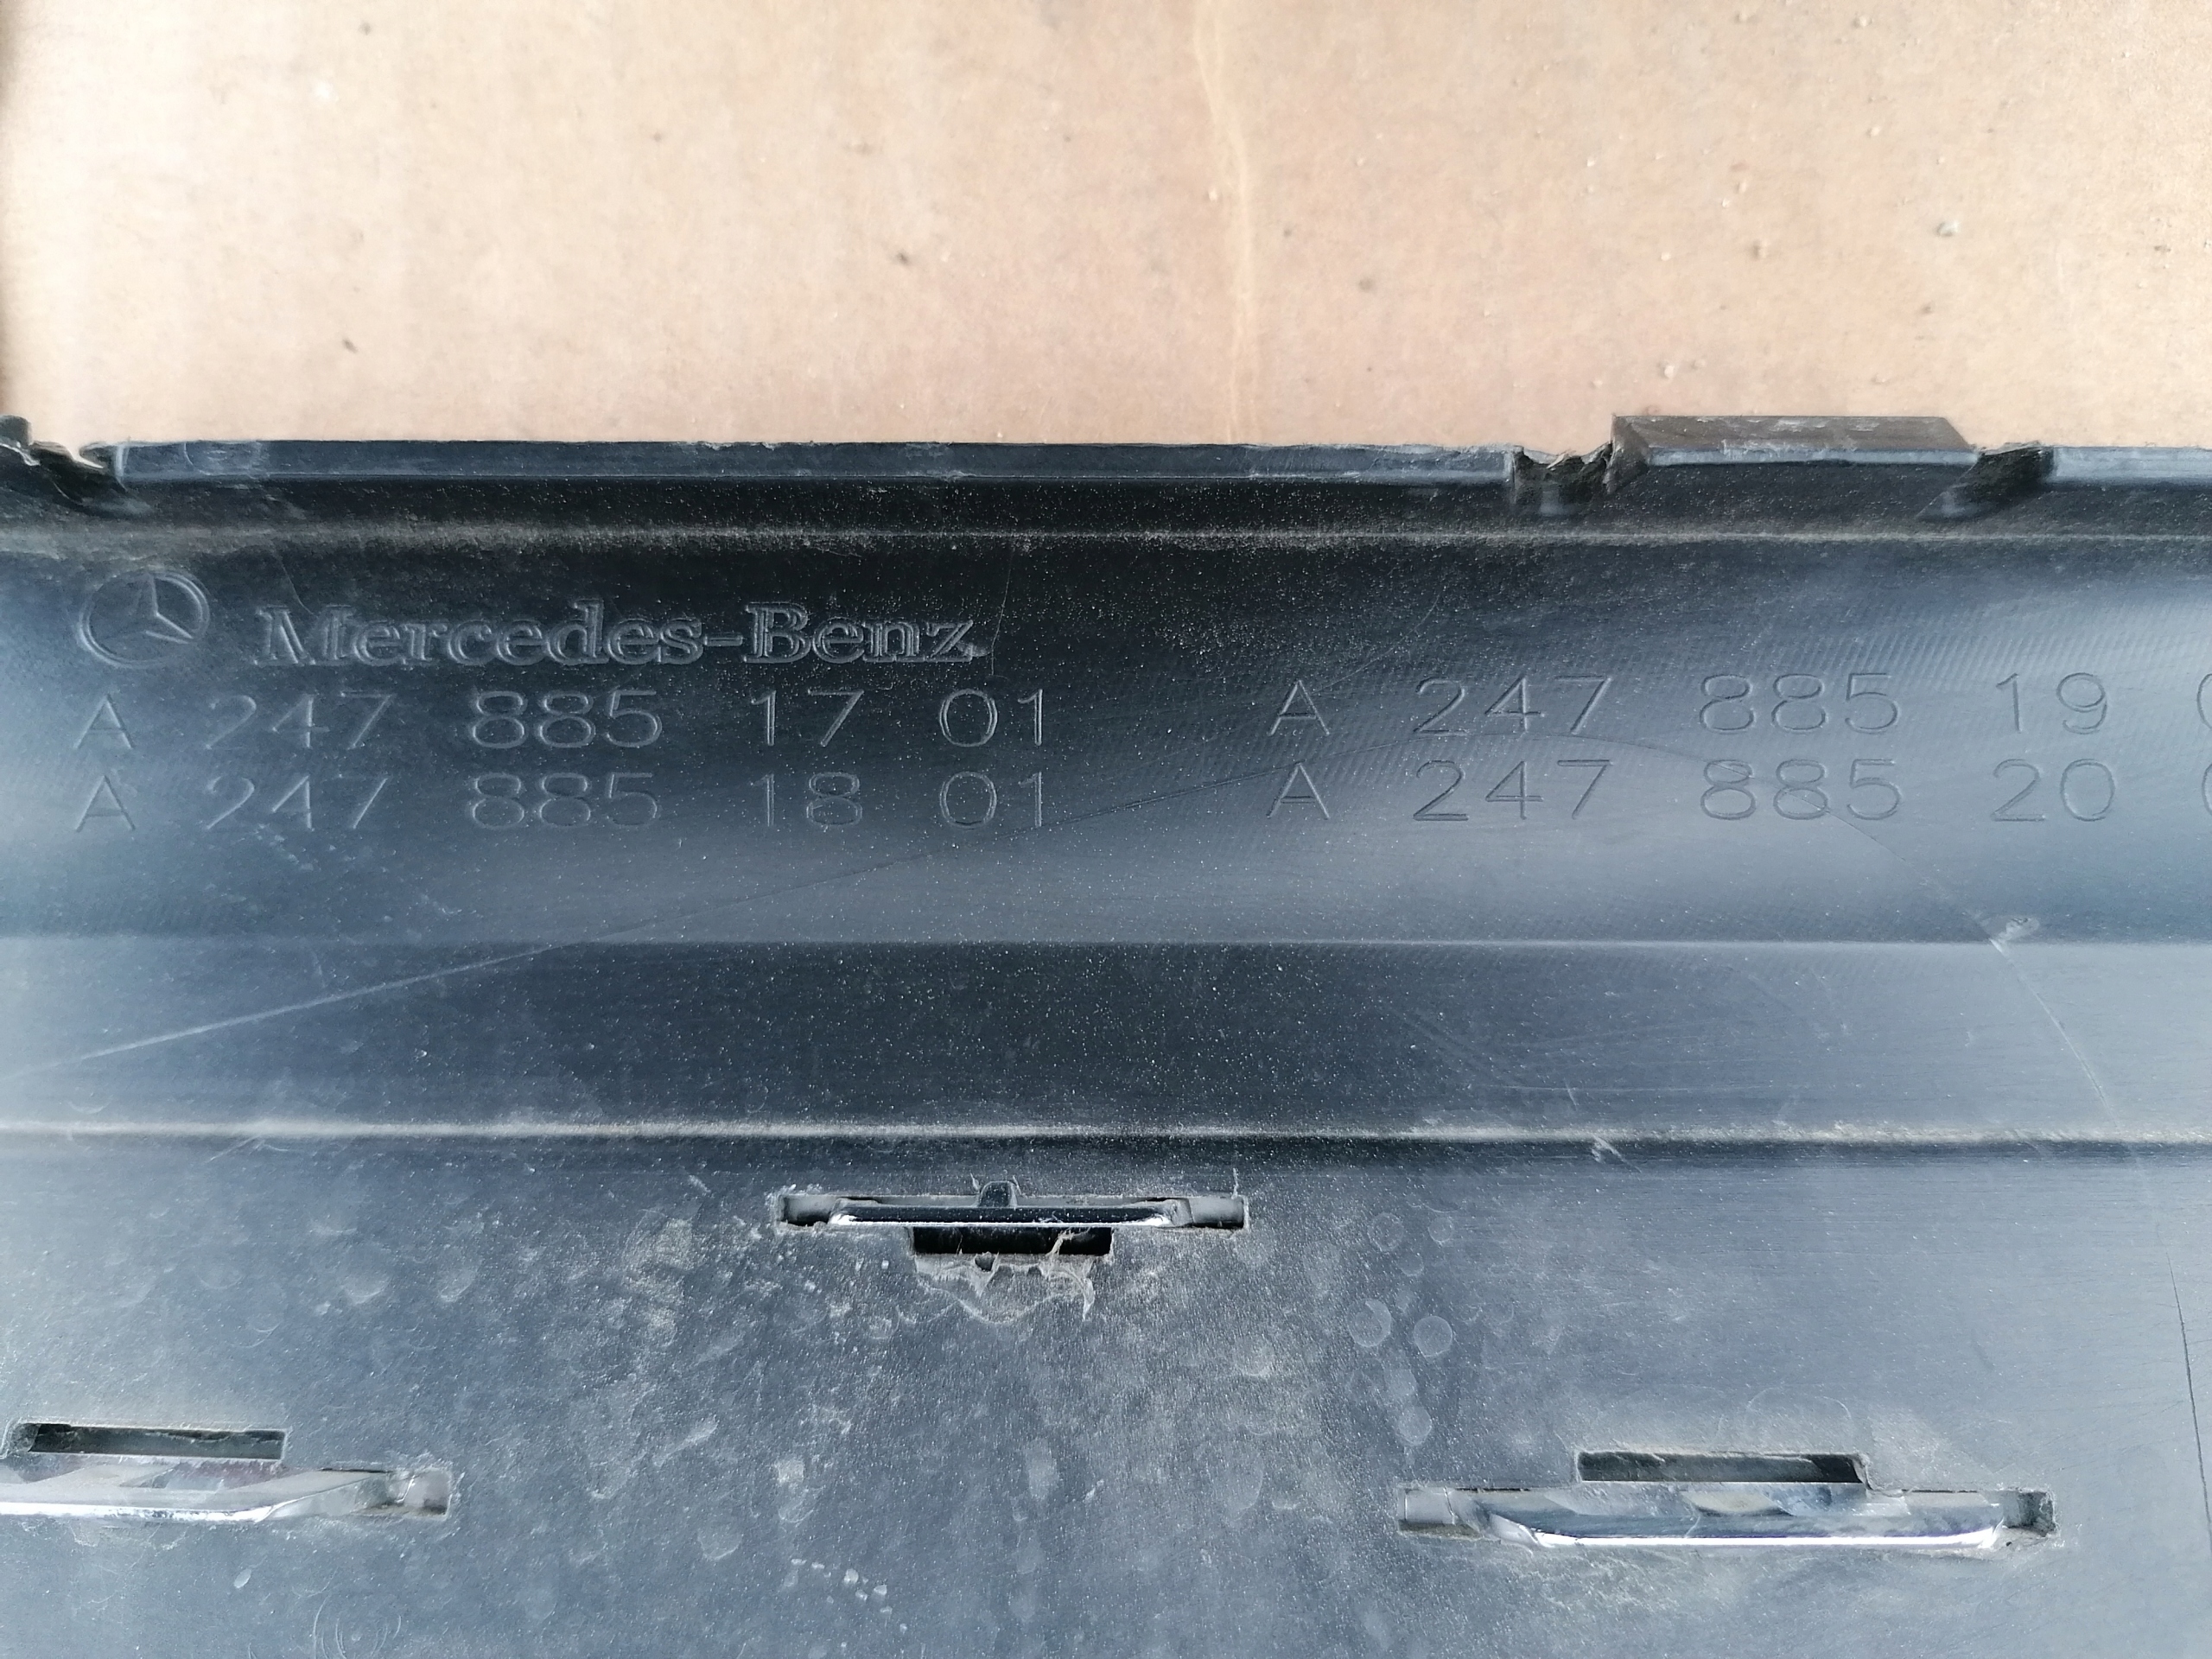 Mercedes-Benz
A 247 885 17 01 A 247 885 19
A 247 885 18 01 A 247 885 20